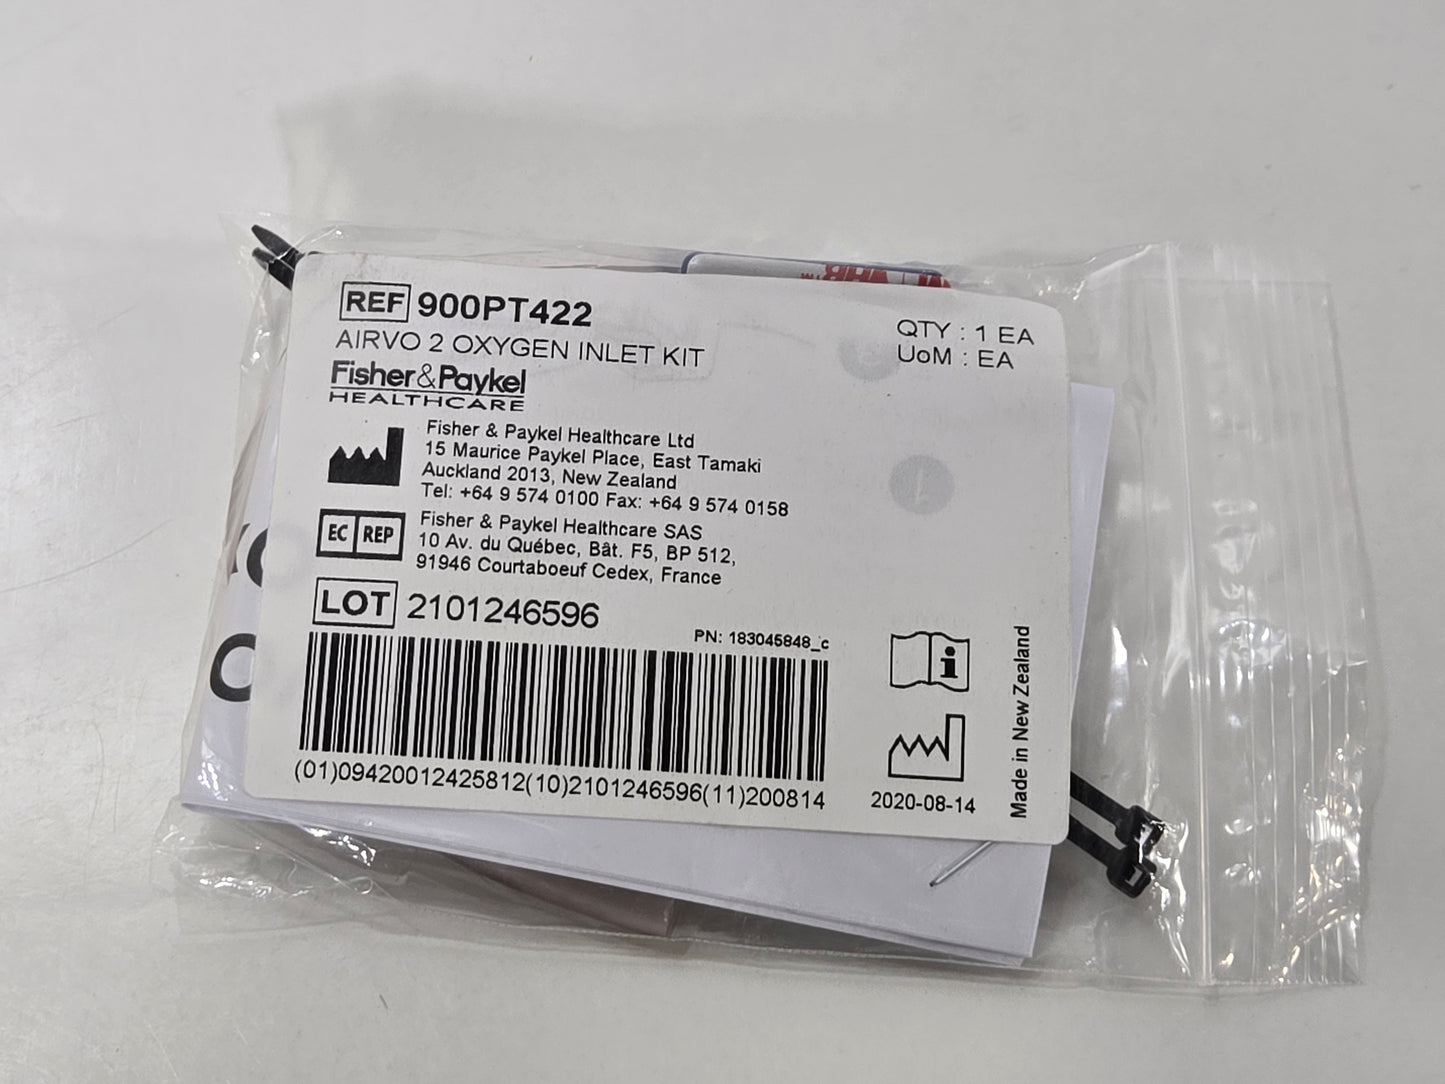 REF 900PT422
AIRVO 2 OXYGEN INLET KIT
QTY : 1 EA
UoM : EA
Fisher&Paykel
HEALTHCARE
Fisher & Paykel Healthcare Ltd
15 Maurice Paykel Place, East Tamaki
Auckland 2013, New Zealand
Tel: +64 9 574 0100 Fax: +64 9 574 0158
EC REP
Fisher & Paykel Healthcare SAS
10 Av. du Québec, Bât. F5, BP 512,
91946 Courtaboeuf Cedex, France
LOT 2101246596
PN: 183045848_c
(01)09420012425812(10)2101246596(11)200814
2020-08-14
Made in New Zealand